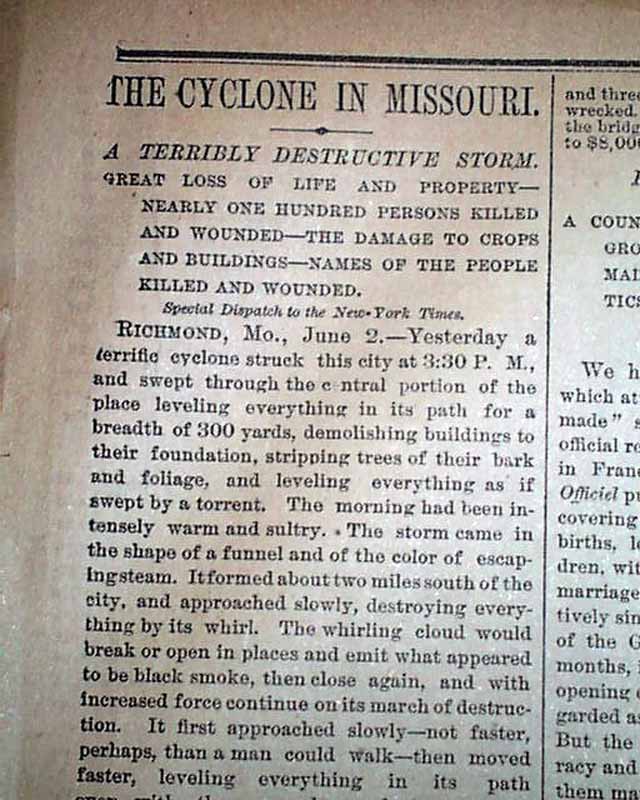 THE CYCLONE IN MISSOURI.
A TERRIBLY DESTRUCTIVE STORM.
GREAT LOSS OF LIFE AND PROPERTY—
NEARLY ONE HUNDRED PERSONS KILLED
AND WOUNDED—THE DAMAGE TO CROPS
AND BUILDINGS—NAMES OF THE PEOPLE
KILLED AND WOUNDED.
Special Dispatch to the New-York Times.
RICHMOND, Mo., June 2.—Yesterday a
terrific cyclone struck this city at 3:30 P. M.,
and swept through the c ntral portion of the
place leveling everything in its path for a
breadth of 300 yards, demolishing buildings to
their foundation, stripping trees of their bark
and foliage, and leveling everything as if
swept by a torrent. The morning had been in-
tensely warm and sultry. The storm came in
the shape of a funnel and of the color of escap-
ing steam. It formed about two miles south of the
city, and approached slowly, destroying every-
thing by its whirl. The whirling cloud would
break or open in places and emit what appeared
to be black smoke, then close again, and with
increased force continue on its march of destruc-
tion. It first approached slowly—not faster,
perhaps, than a man could walk—then moved
faster, leveling everything in its path
and three
wrecked.
the bridg
to $8,00
A COUN
GRO
MAI
TICS
We h
which at
made" s
official re
in Fran
Officiel pu
covering
births, l
dren, wit
marriage
tively sin
of the G
months, i
opening
garded as
But the
racy and
them ma